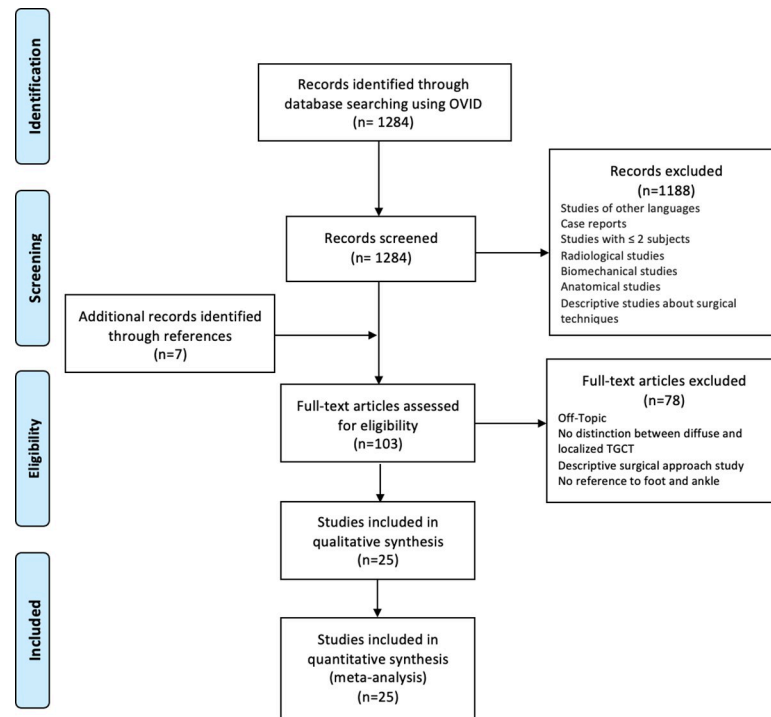 Identification
Records identified through
database searching using OVID
(n= 1284)
Records excluded
(n=1188)
Studies of other languages
Case reports
Studies with ≤ 2 subjects
Radiological studies
Biomechanical studies
Anatomical studies
Descriptive studies about surgical
techniques
Screening
Records screened
(n= 1284)
Additional records identified
through references
(n=7)
Eligibility
Full-text articles assessed
for eligibility
(n=103)
Full-text articles excluded
(n=78)
Off-Topic
No distinction between diffuse and
localized TGCT
Descriptive surgical approach study
No reference to foot and ankle
Studies included in
qualitative synthesis
(n=25)
Included
Studies included in
quantitative synthesis
(meta-analysis)
(n=25)